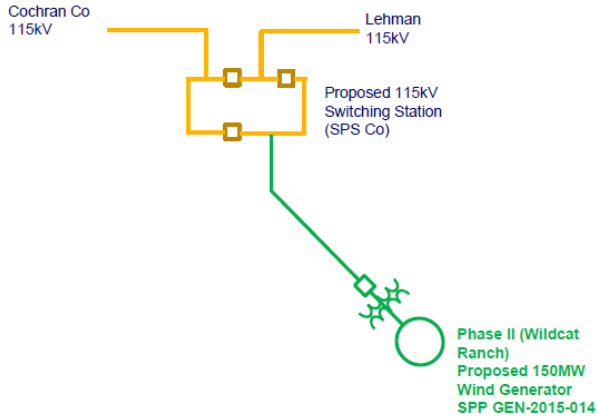 Cochran Co
115kV
Lehman
115kV
Proposed 115kV
Switching Station
(SPS Co)
Phase II (Wildcat
Ranch)
Proposed 150MW
Wind Generator
SPP GEN-2015-014